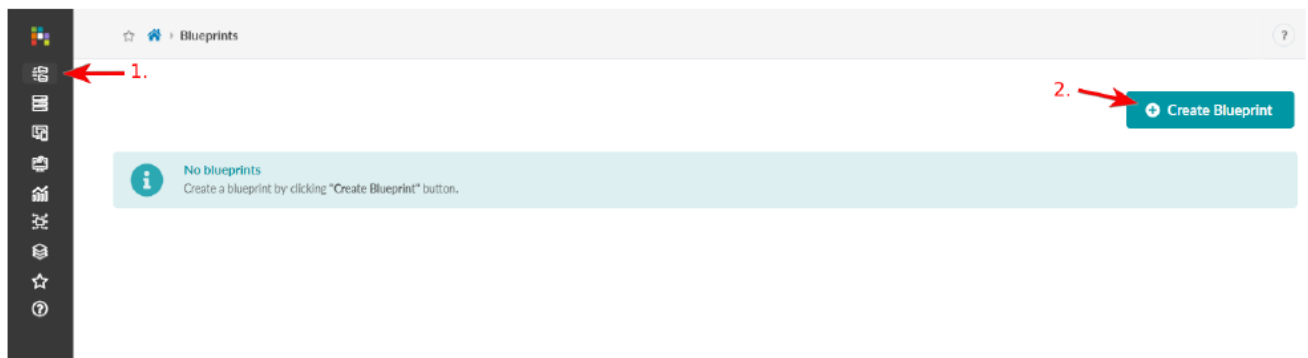 Blueprints
?
1.
2.
Create Blueprint
No blueprints
Create a blueprint by clicking "Create Blueprint" button.